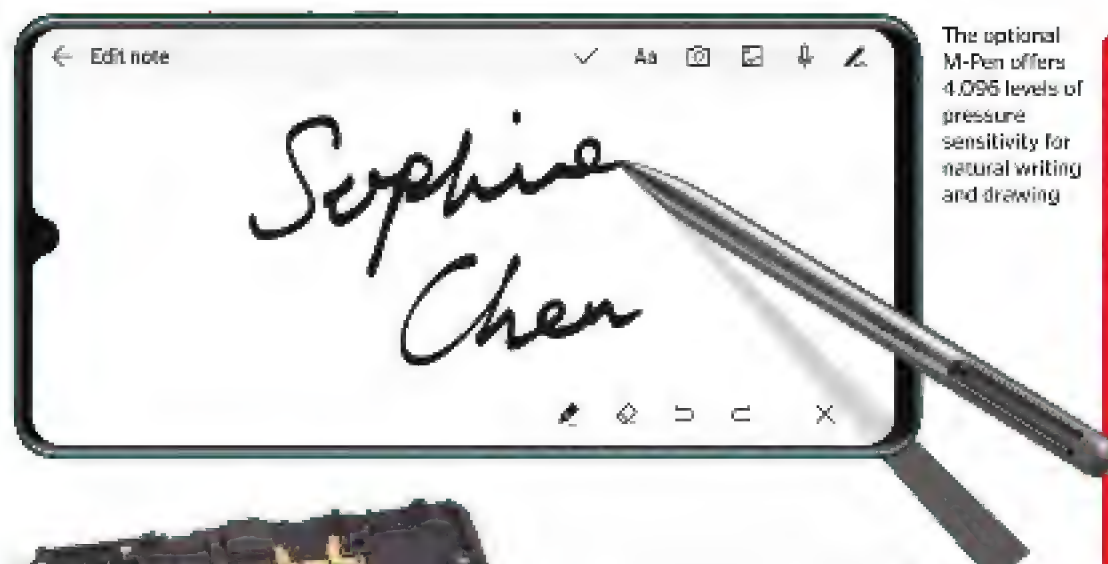 Edit note
Aa
Sophie
Chen
The optional
M-Pen offers
4,096 levels of
pressure
sensitivity for
natural writing
and drawing